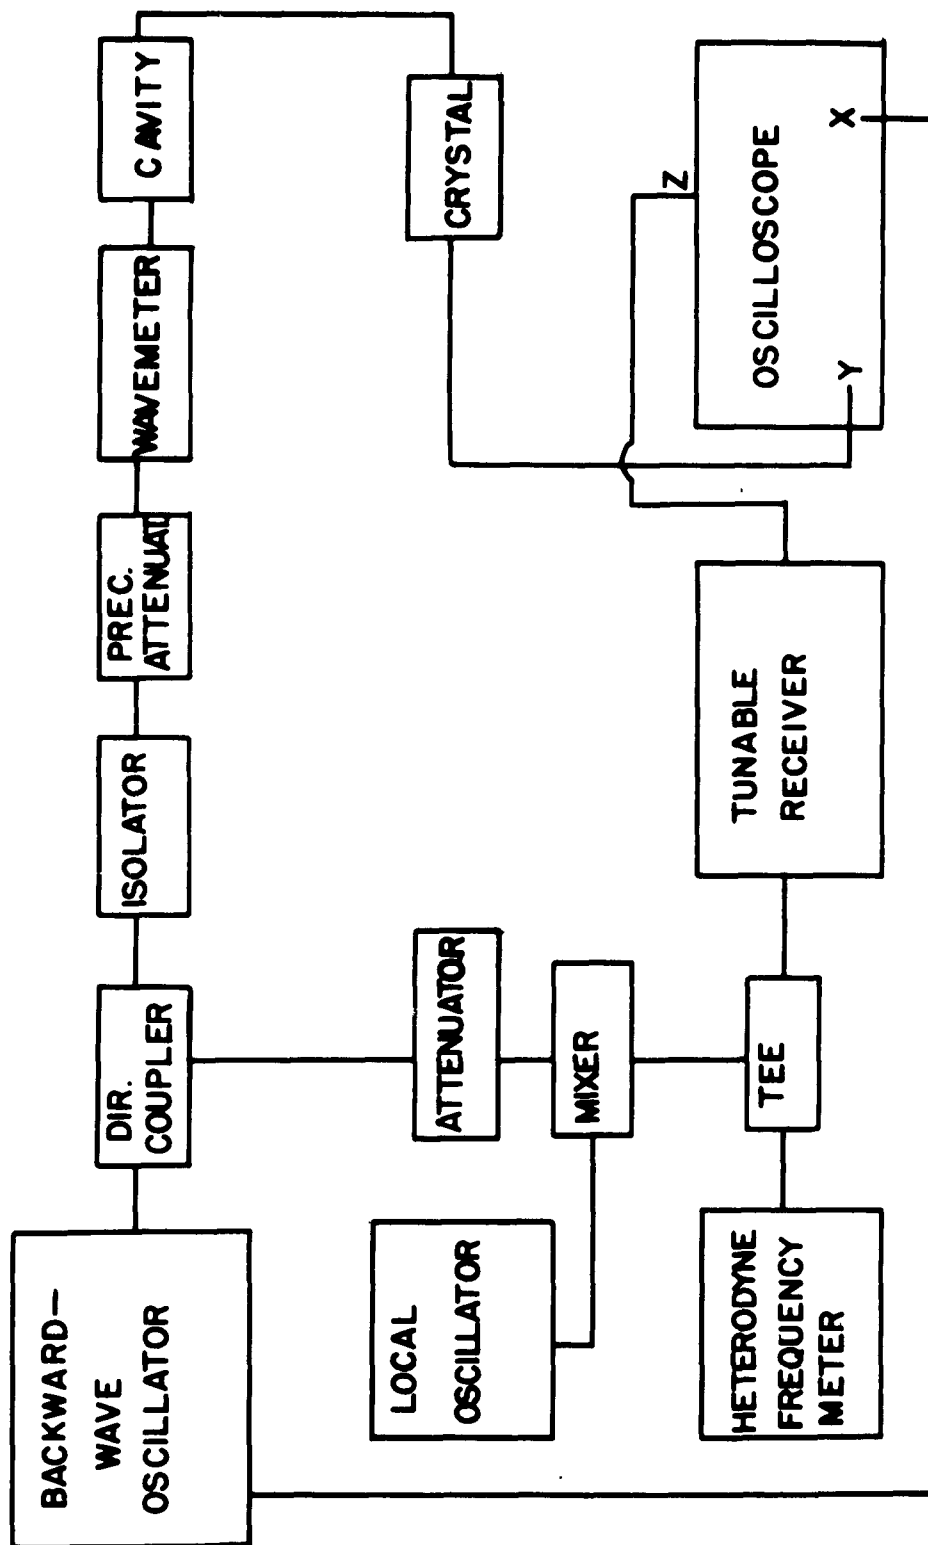 BACKWARD—
WAVE
OSCILLATOR
DIR.
COUPLER
ISOLATOR
PREC.
ATTENUAT
WAVEMETER
CAVITY
LOCAL
OSCILLATOR
ATTENUATOR
MIXER
CRYSTAL
HETERODYNE
FREQUENCY
METER
TEE
TUNABLE
RECEIVER
Z
OSCILLOSCOPE
Y
X